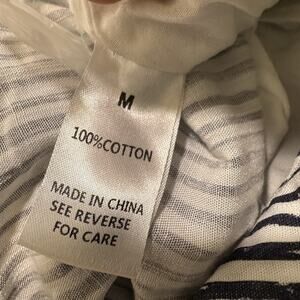 M
100%COTTON
MADE IN CHINA
SEE REVERSE
FOR CARE